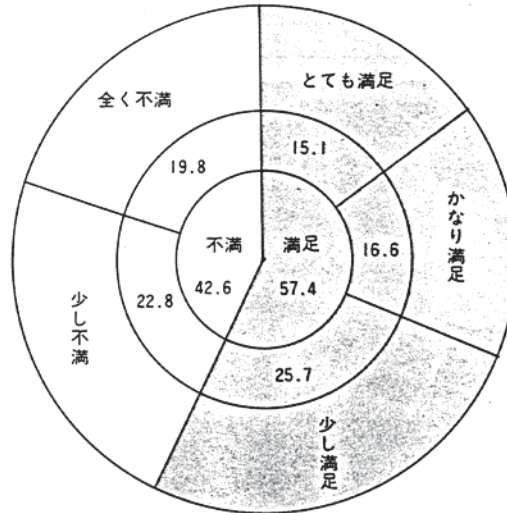 全く不満
とても満足
19.8
15.1
かなり満足
不満
満足
16.6
42.6
57.4
22.8
少し不満
25.7
少し満足